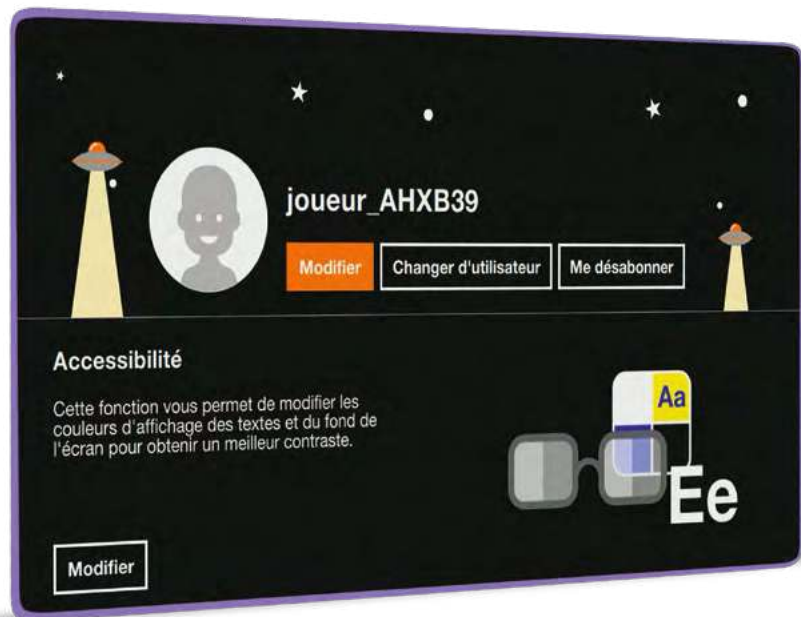 joueur_AHXB39
Modifier
Changer d'utilisateur
Me désabonner
Accessibilité
Cette fonction vous permet de modifier les
couleurs d'affichage des textes et du fond de
l'écran pour obtenir un meilleur contraste.
Aa
Ee
Modifier